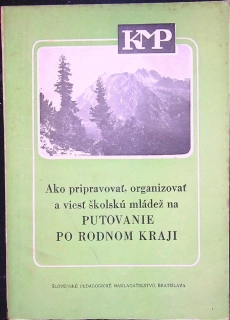 KMP
Ako pripravovať, organizovať
a viesť školskú mládež na
PUTOVANIE
PO RODNOM KRAJI
SLOVENSKÉ PEDAGOGICKÉ NAKLADATEĽSTVO, BRATISLAVA